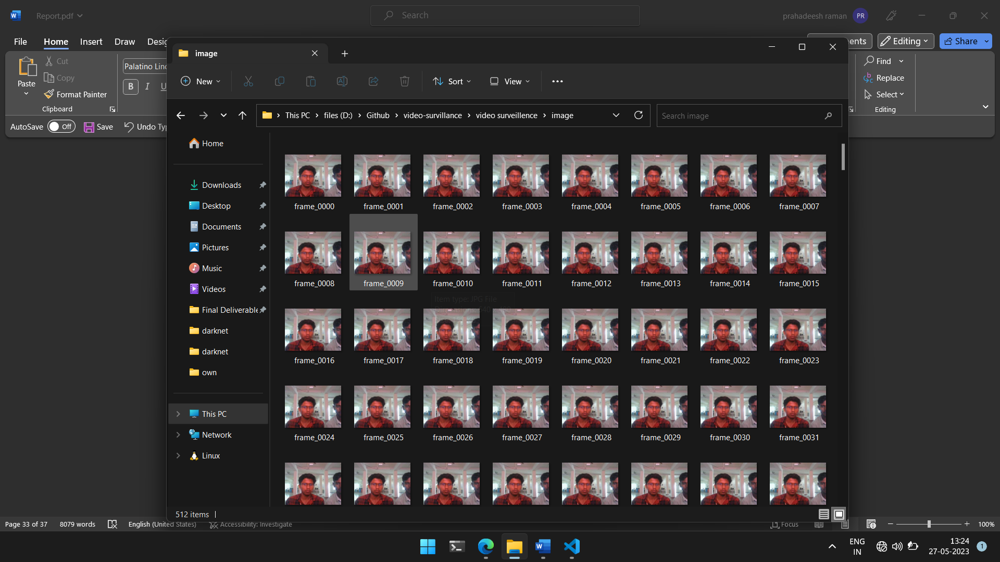 Report.pdf
Search
prahadeesh raman
PR
File
Home
Insert
Draw
Editing
Share
Paste
Cut
Copy
Format Painter
Clipboard
Palatino
B I U
Find
Replace
Select
Editing
AutoSave Off Save Undo
image
New
Sort
View
This PC > files (D:) > Github > video-survillance > video surveillence > image
Search image
Home
Downloads
Desktop
Documents
Pictures
Music
Videos
Final Deliverable
darknet
darknet
own
This PC
Network
Linux
frame_0000 frame_0001 frame_0002 frame_0003 frame_0004 frame_0005 frame_0006 frame_0007
frame_0008 frame_0009 frame_0010 frame_0011 frame_0012 frame_0013 frame_0014 frame_0015
Item type: JPG File
frame_0016 frame_0017 frame_0018 frame_0019 frame_0020 frame_0021 frame_0022 frame_0023
frame_0024 frame_0025 frame_0026 frame_0027 frame_0028 frame_0029 frame_0030 frame_0031
512 items
Page 33 of 37 8079 words English (United States) Accessibility: Investigate Focus 100%
ENG
IN
13:24
27-05-2023
1